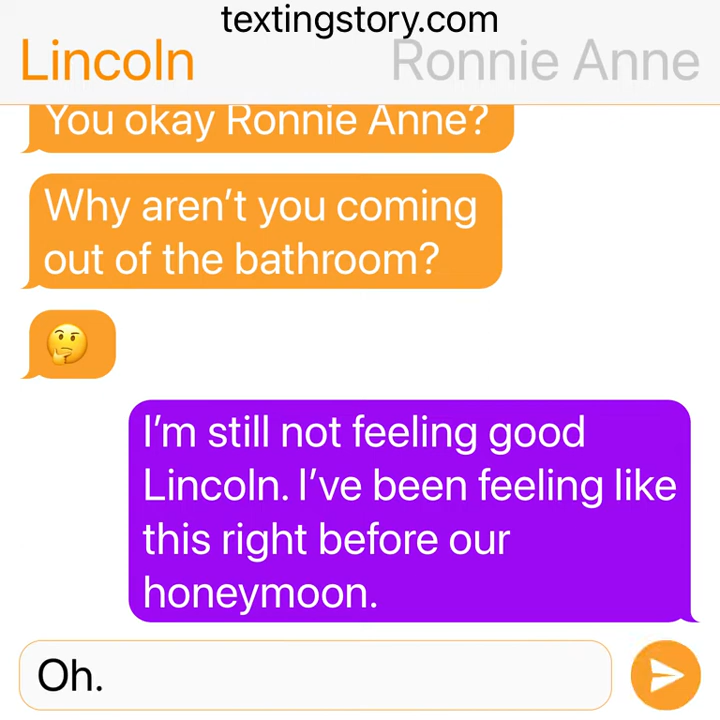 textingstory.com
Lincoln
Ronnie Anne
You okay Ronnie Anne?
Why aren’t you coming
out of the bathroom?
🤔
I’m still not feeling good
Lincoln. I’ve been feeling like
this right before our
honeymoon.
Oh.